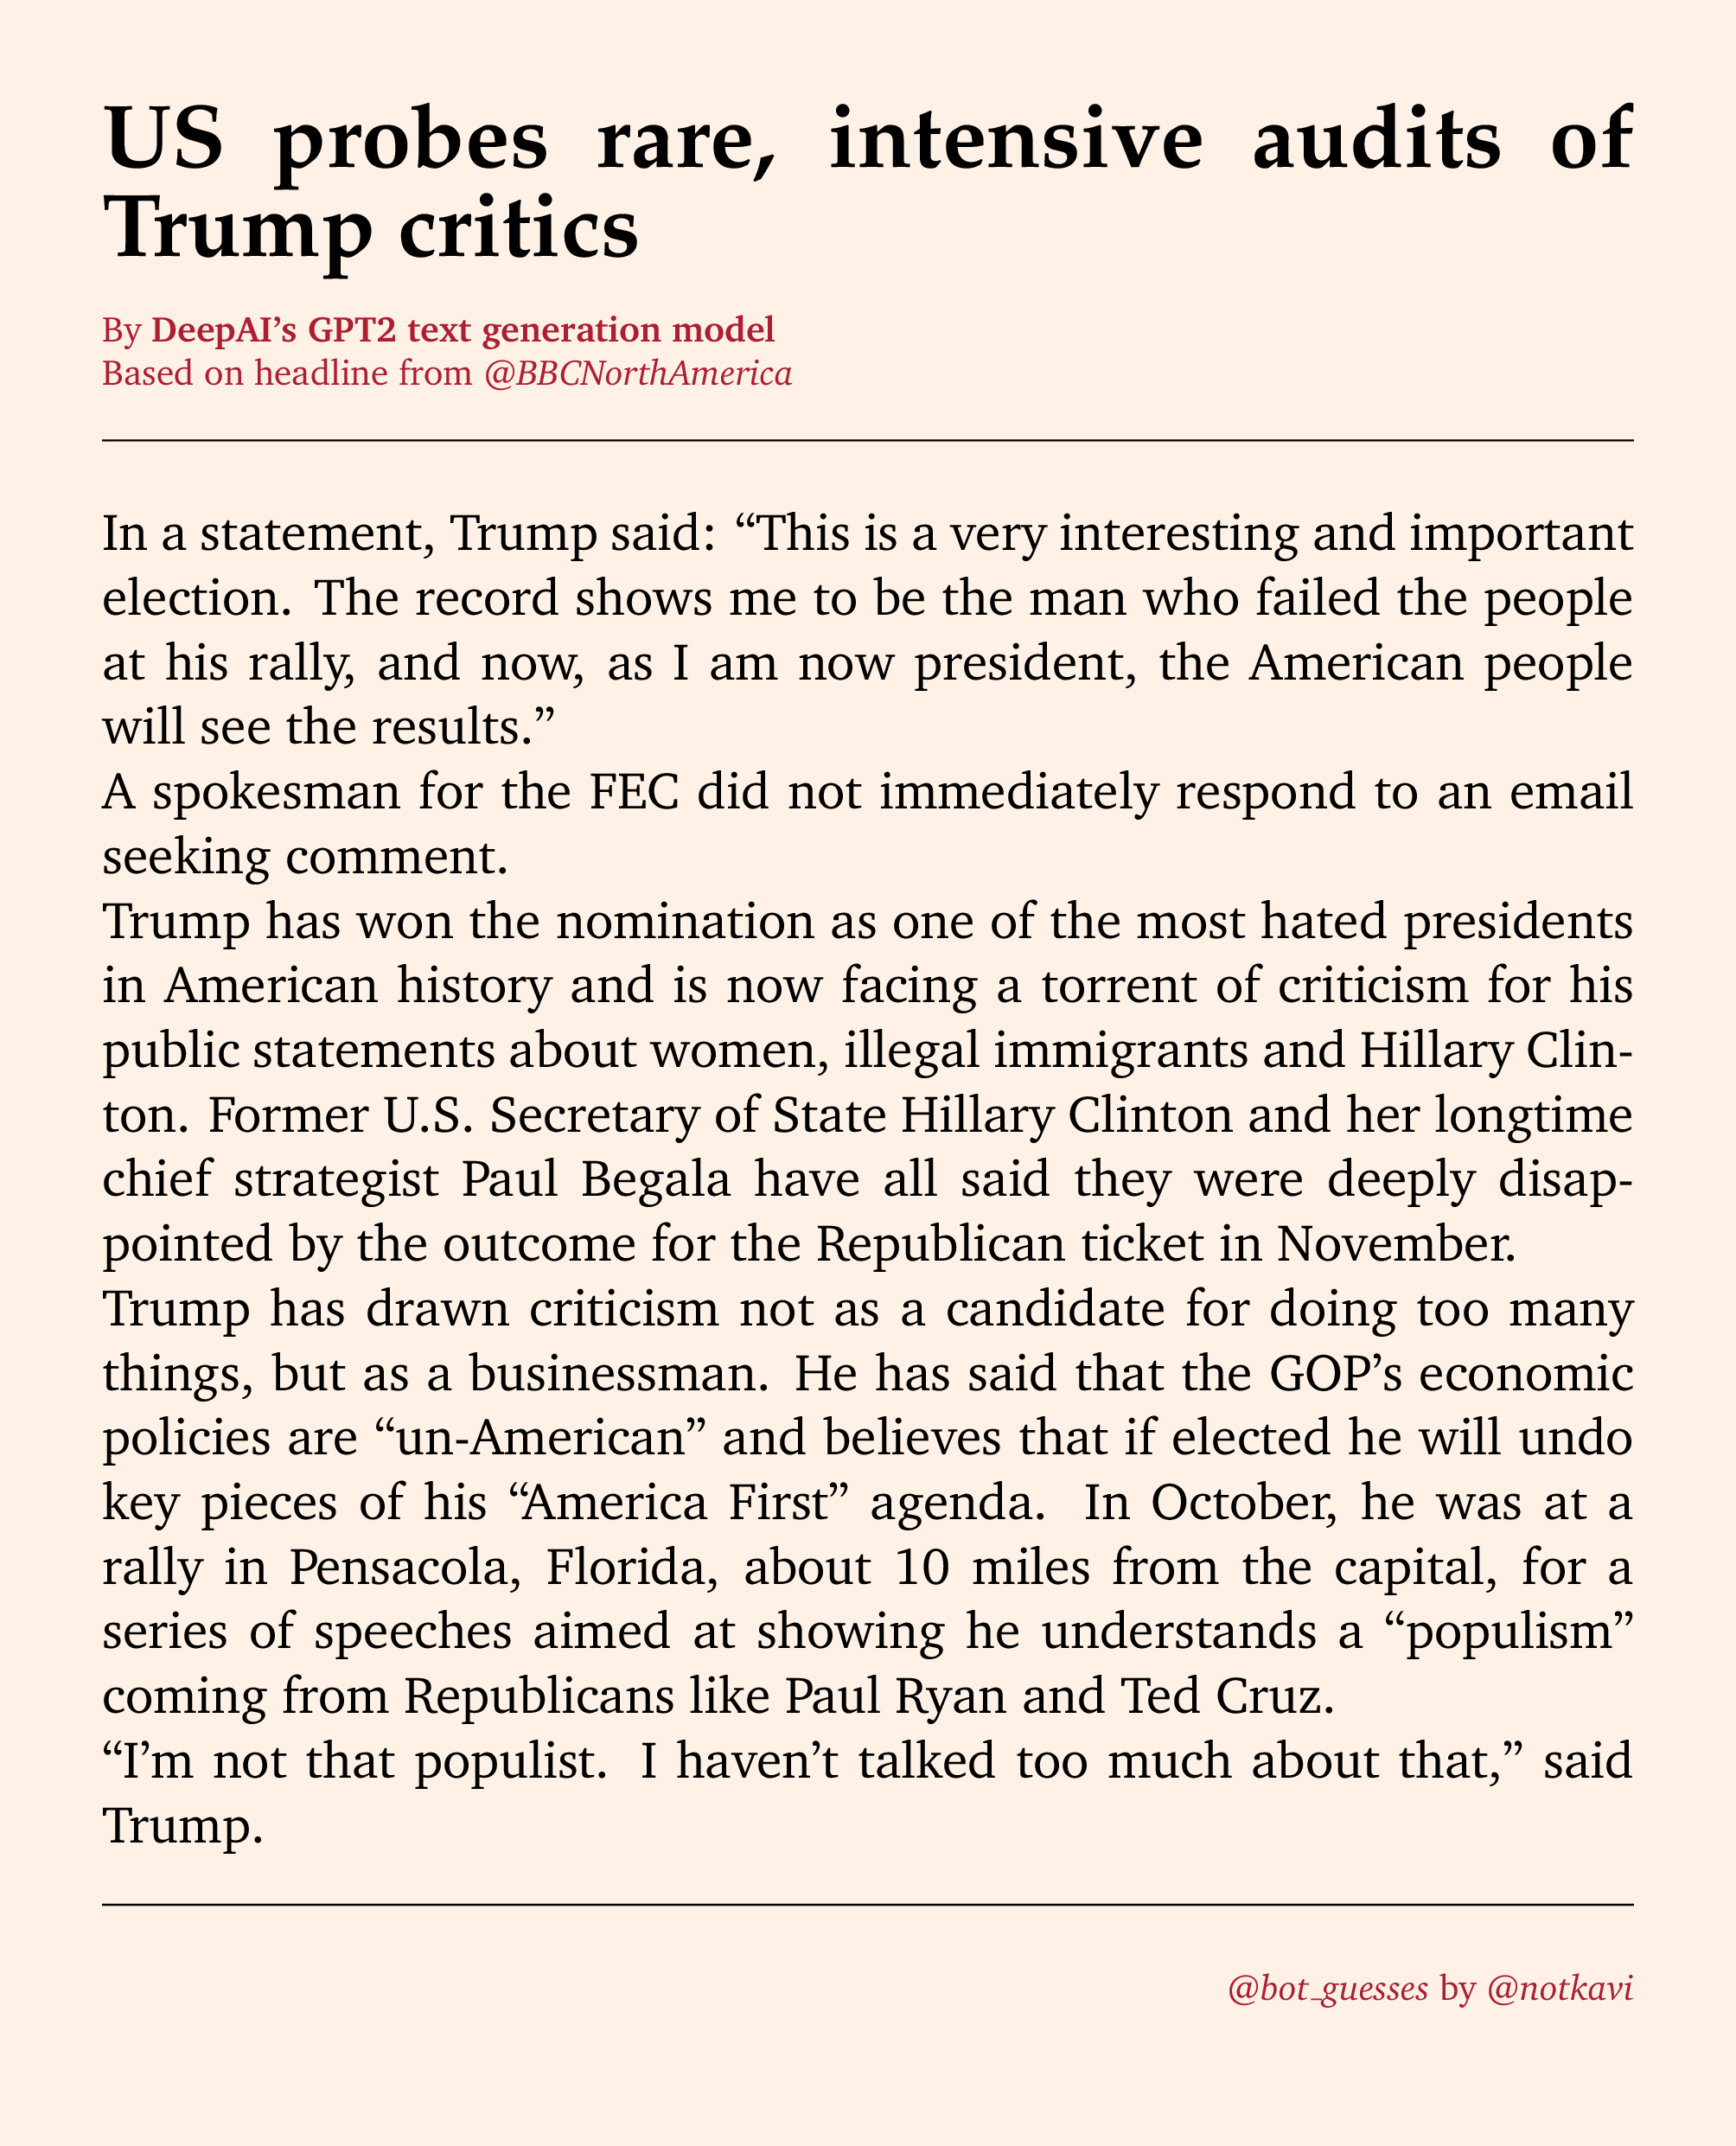 US probes rare, intensive audits of
Trump critics
By DeepAI’s GPT2 text generation model
Based on headline from @BBCNorthAmerica
In a statement, Trump said: “This is a very interesting and important
election. The record shows me to be the man who failed the people
at his rally, and now, as I am now president, the American people
will see the results.”
A spokesman for the FEC did not immediately respond to an email
seeking comment.
Trump has won the nomination as one of the most hated presidents
in American history and is now facing a torrent of criticism for his
public statements about women, illegal immigrants and Hillary Clin-
ton. Former U.S. Secretary of State Hillary Clinton and her longtime
chief strategist Paul Begala have all said they were deeply disap-
pointed by the outcome for the Republican ticket in November.
Trump has drawn criticism not as a candidate for doing too many
things, but as a businessman. He has said that the GOP’s economic
policies are “un-American” and believes that if elected he will undo
key pieces of his “America First” agenda. In October, he was at a
rally in Pensacola, Florida, about 10 miles from the capital, for a
series of speeches aimed at showing he understands a “populism”
coming from Republicans like Paul Ryan and Ted Cruz.
“I’m not that populist. I haven’t talked too much about that,” said
Trump.
@bot_guesses by @notkavi